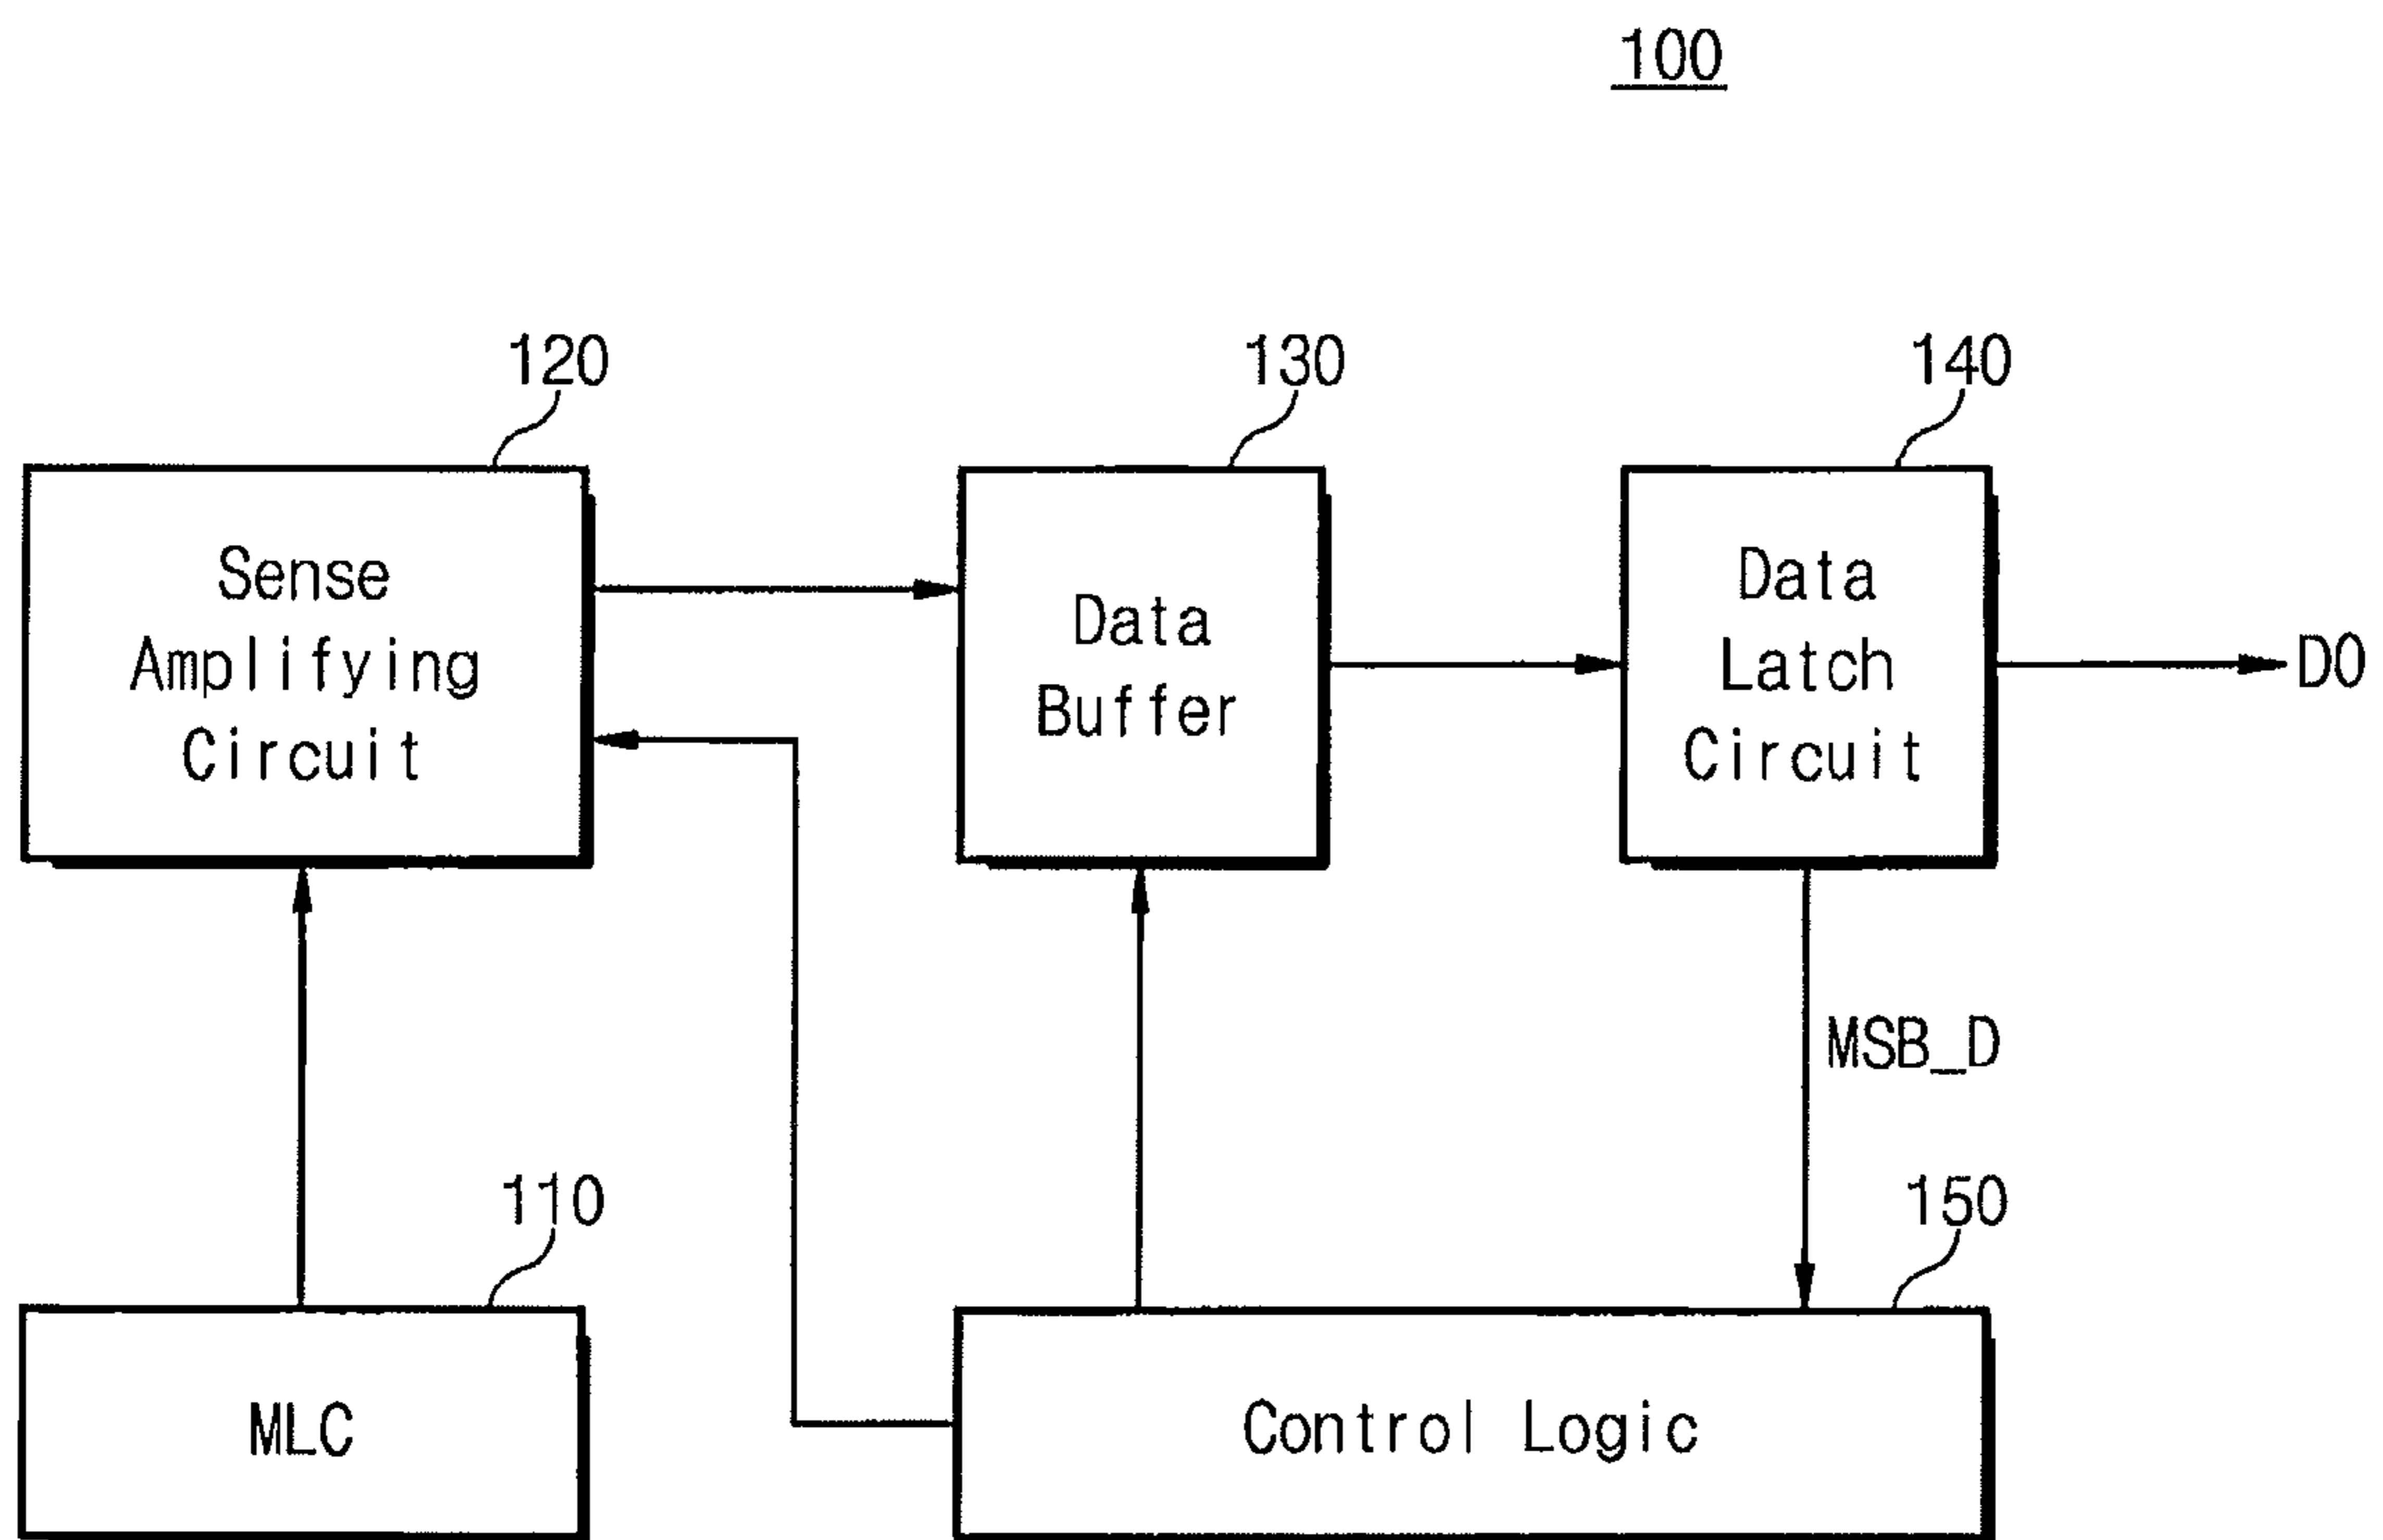 100
120
130
140
Sense
Amplifying
Circuit
Data
Buffer
Data
Latch
Circuit
DO
MSB_D
110
150
MLC
Control Logic